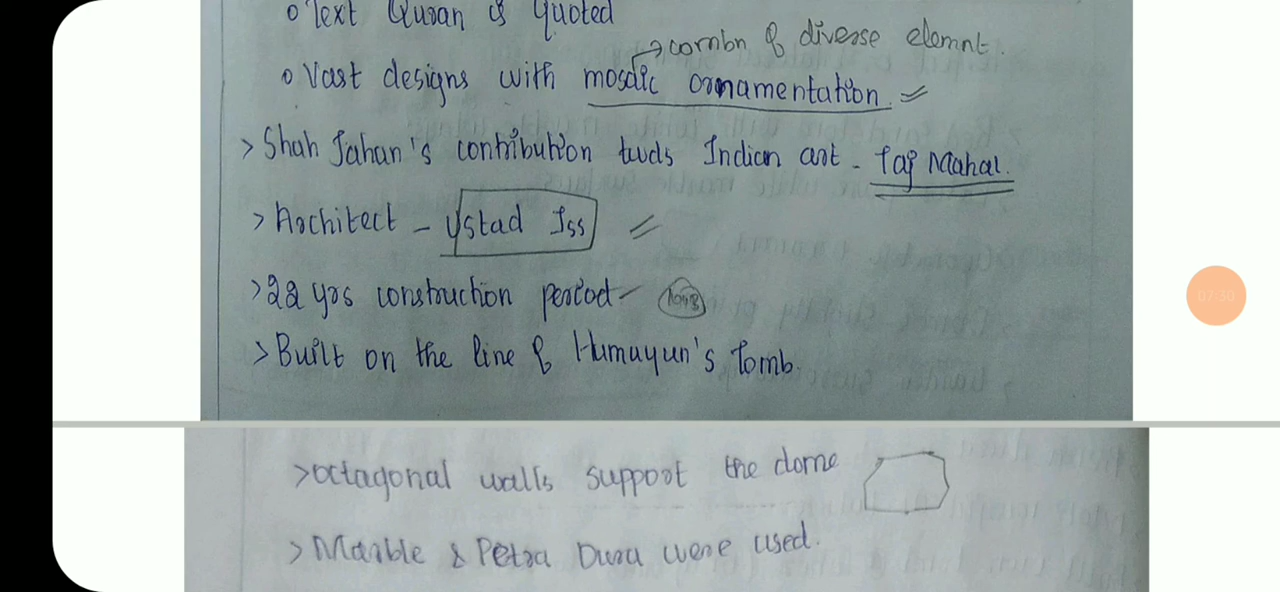 o Text Quran is Quoted
→ combn of diverse elemnt.
o Vast designs with mosaic ornamentation.
> Shah Jahan's contribution twds Indian art - Taj Mahal.
> Architect - Ustad Iss
> 22 yrs construction period -
> Built on the line of Humayun's Tomb.
07:30
> octagonal walls support the dome
> Marble & Petra Dura were used.